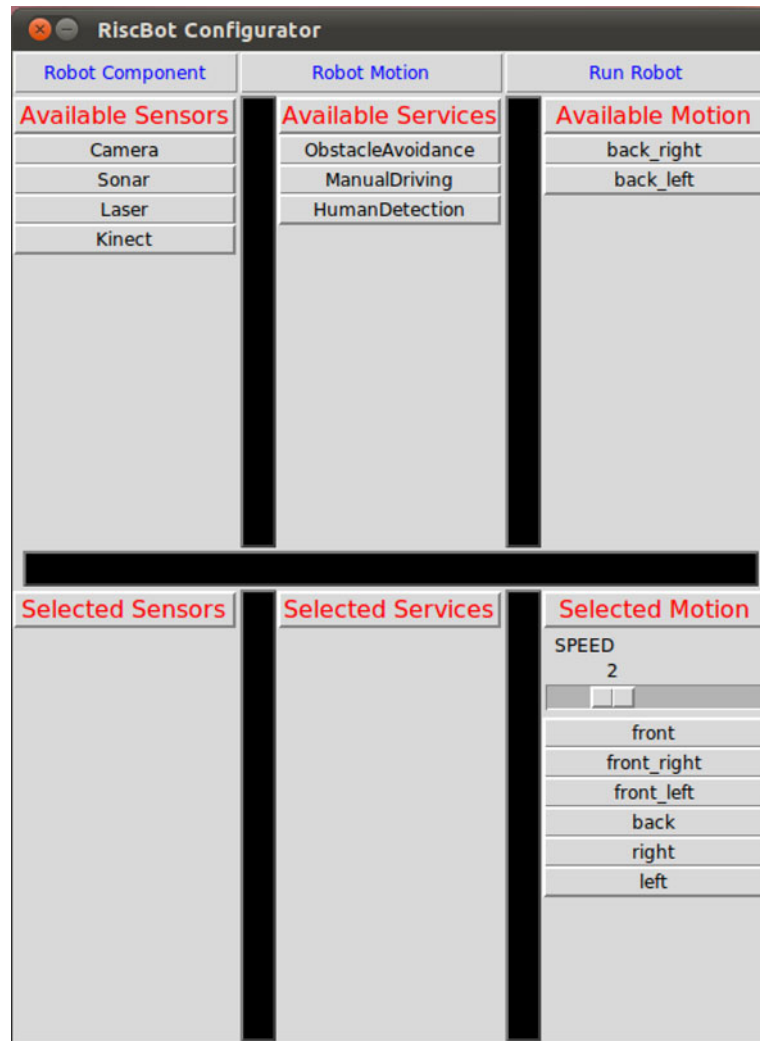 RiscBot Configurator
Robot Component
Robot Motion
Run Robot
Available Sensors
Camera
Sonar
Laser
Kinect
Available Services
ObstacleAvoidance
ManualDriving
HumanDetection
Available Motion
back_right
back_left
Selected Sensors
Selected Services
Selected Motion
SPEED
2
front
front_right
front_left
back
right
left